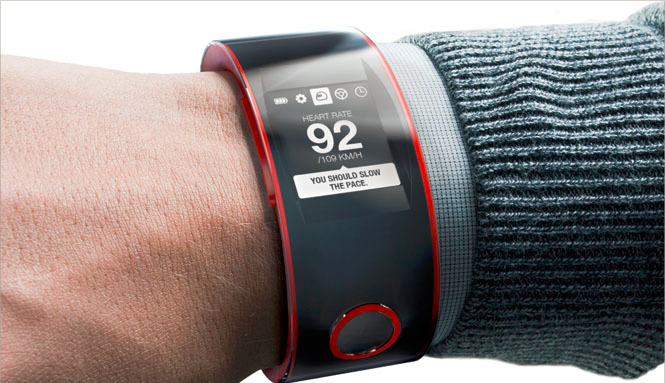 HEART RATE
92
/109 KM/H
YOU SHOULD SLOW
THE PACE.